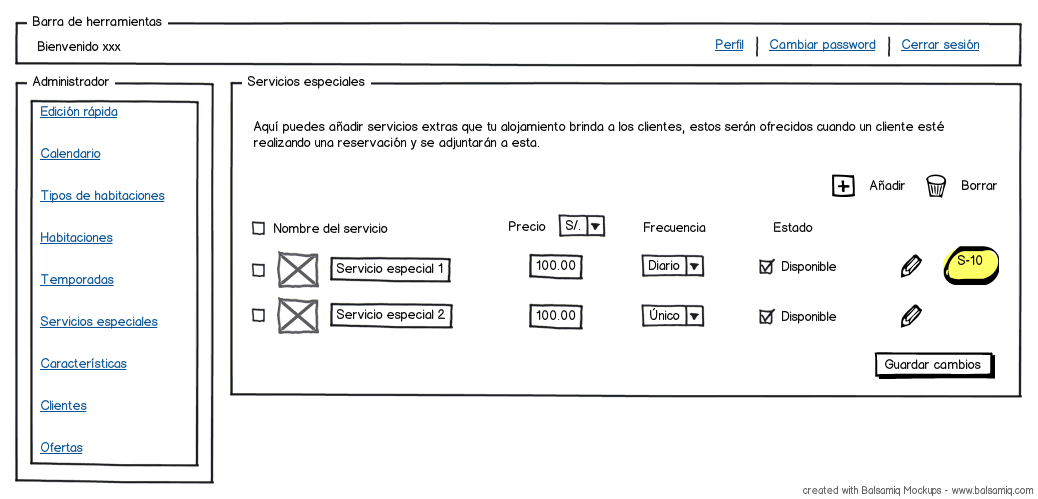 Barra de herramientas
Bienvenido xxx
Perfil
Cambiar password
Cerrar sesión
Administrador
Edición rápida
Calendario
Tipos de habitaciones
Habitaciones
Temporadas
Servicios especiales
Características
Clientes
Ofertas
Servicios especiales
Aquí puedes añadir servicios extras que tu alojamiento brinda a los clientes, estos serán ofrecidos cuando un cliente esté
realizando una reservación y se adjuntarán a esta.
Añadir
Borrar
Nombre del servicio
Precio
S/.
Frecuencia
Estado
Servicio especial 1
100.00
Diario
Disponible
S-10
Servicio especial 2
100.00
Único
Disponible
Guardar cambios
created with Balsamiq Mockups - www.balsamiq.com